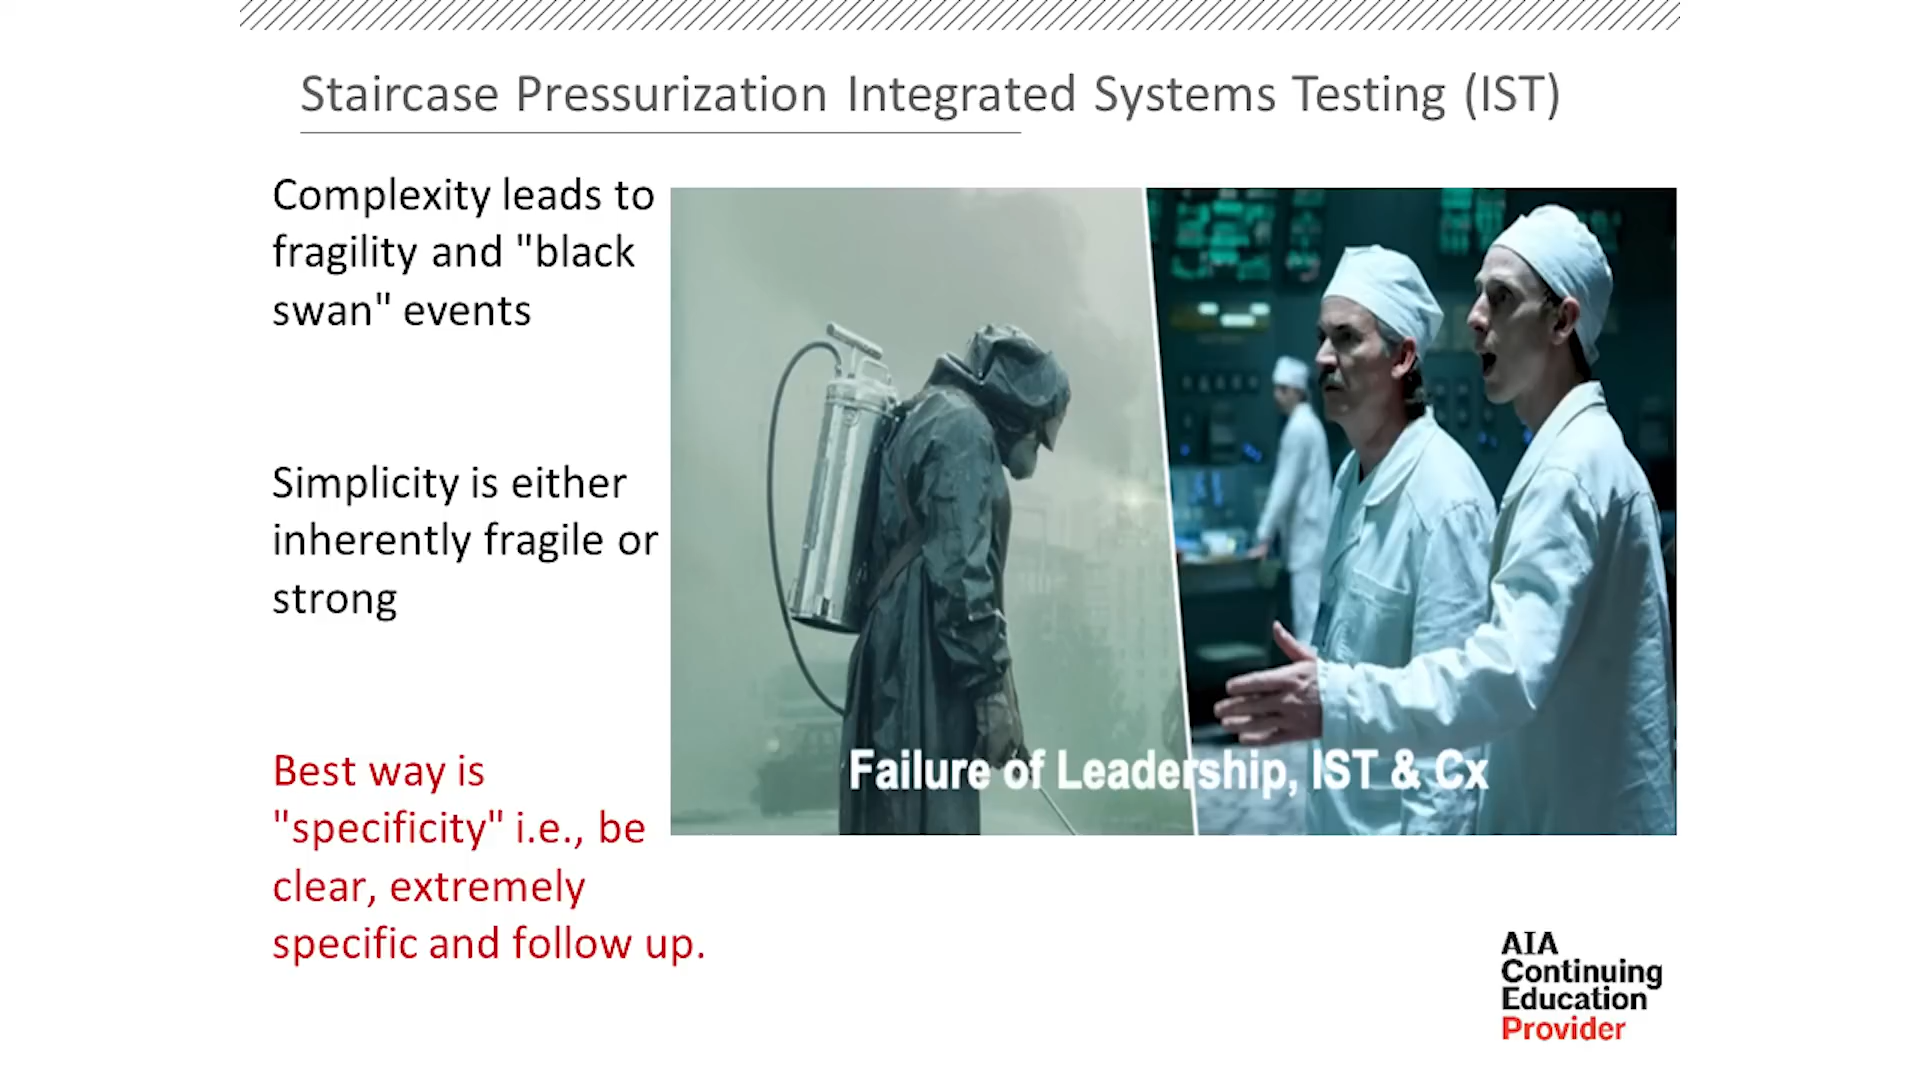 Staircase Pressurization Integrated Systems Testing (IST)
Complexity leads to
fragility and "black
swan" events
Simplicity is either
inherently fragile or
strong
Best way is
"specificity" i.e., be
clear, extremely
specific and follow up.
Failure of Leadership, IST & Cx
AIA
Continuing
Education
Provider